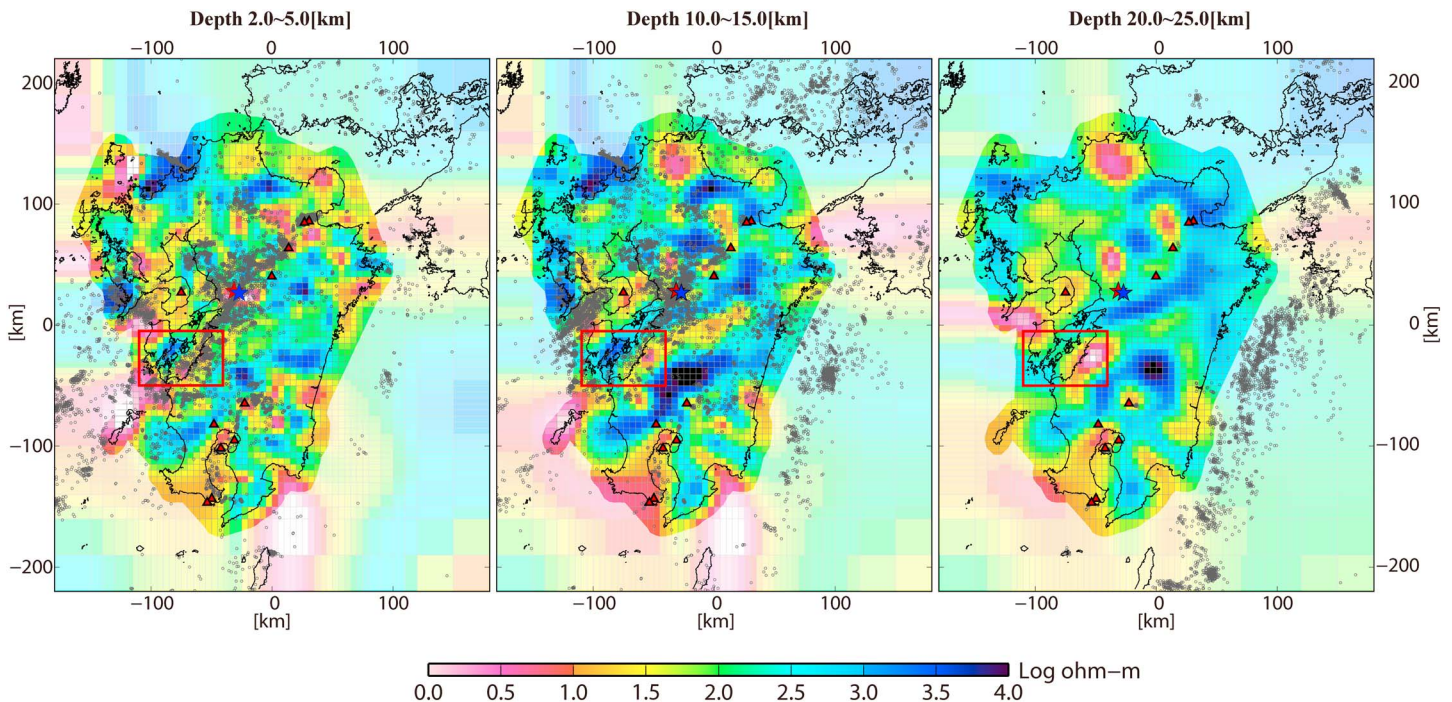 Depth 2.0~5.0[km] Depth 10.0~15.0[km] Depth 20.0~25.0[km]
−100 0 100 −100 0 100 −100 0 100
200 200
100 100
0 0
−100 −100
−200 −200
[km] [km]
−100 0 100 −100 0 100 −100 0 100
[km] [km] [km]
Log ohm−m
0.0 0.5 1.0 1.5 2.0 2.5 3.0 3.5 4.0